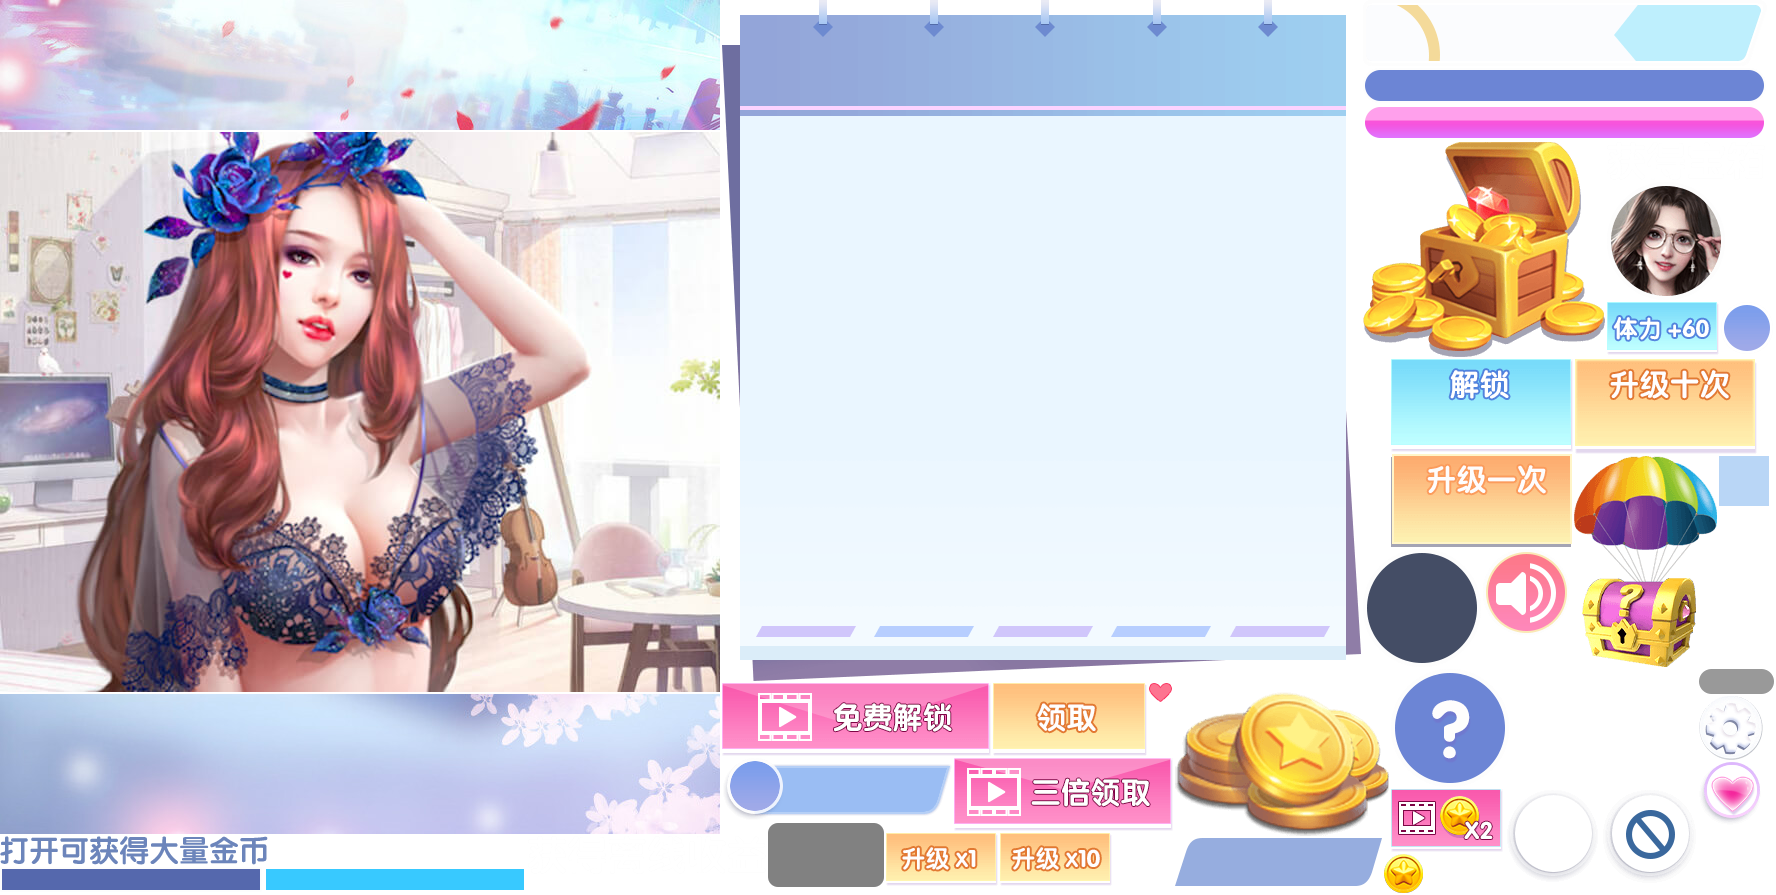 体力 +60
解锁
升级十次
升级一次
免费解锁
领取
三倍领取
X2
打开可获得大量金币
升级 x1
升级 x10